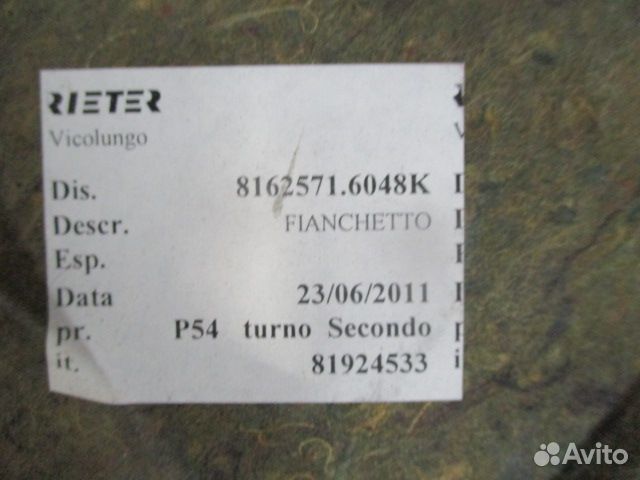 RIETER
Vicolungo
Dis. 8162571.6048K
Descr. FIANCHETTO
Esp.
Data 23/06/2011
pr. P54 turno Secondo
it. 81924533
Avito